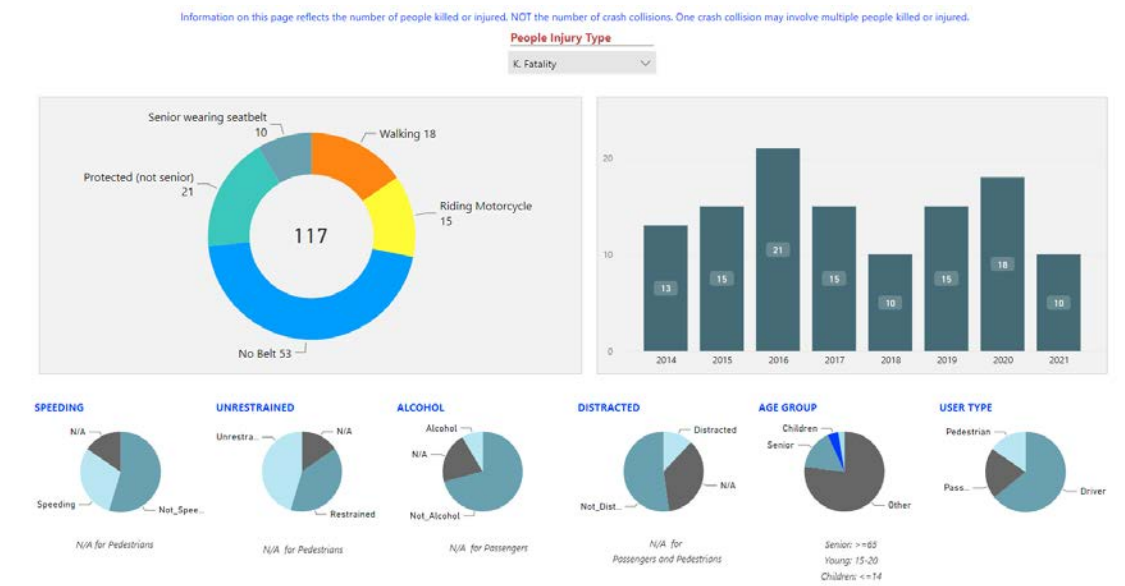 Information on this page reflects the number of people killed or injured. NOT the number of crash collisions. One crash collision may involve multiple people killed or injured.
People Injury Type
K. Fatality
Senior wearing seatbelt
10
Walking 18
Protected (not senior)
21
Riding Motorcycle
15
117
No Belt 53
20
10
0
13
15
21
15
10
15
18
10
2014
2015
2016
2017
2018
2019
2020
2021
SPEEDING
N/A
Speeding
Not_Spee...
N/A for Pedestrians
UNRESTRAINED
Unrestra...
N/A
Restrained
N/A for Pedestrians
ALCOHOL
Alcohol
N/A
Not_Alcohol
N/A for Passengers
DISTRACTED
Distracted
N/A
Not_Dist...
N/A for
Passengers and Pedestrians
AGE GROUP
Children
Senior
Other
Senior: >=65
Young: 15-20
Children: <=14
USER TYPE
Pedestrian
Pass...
Driver